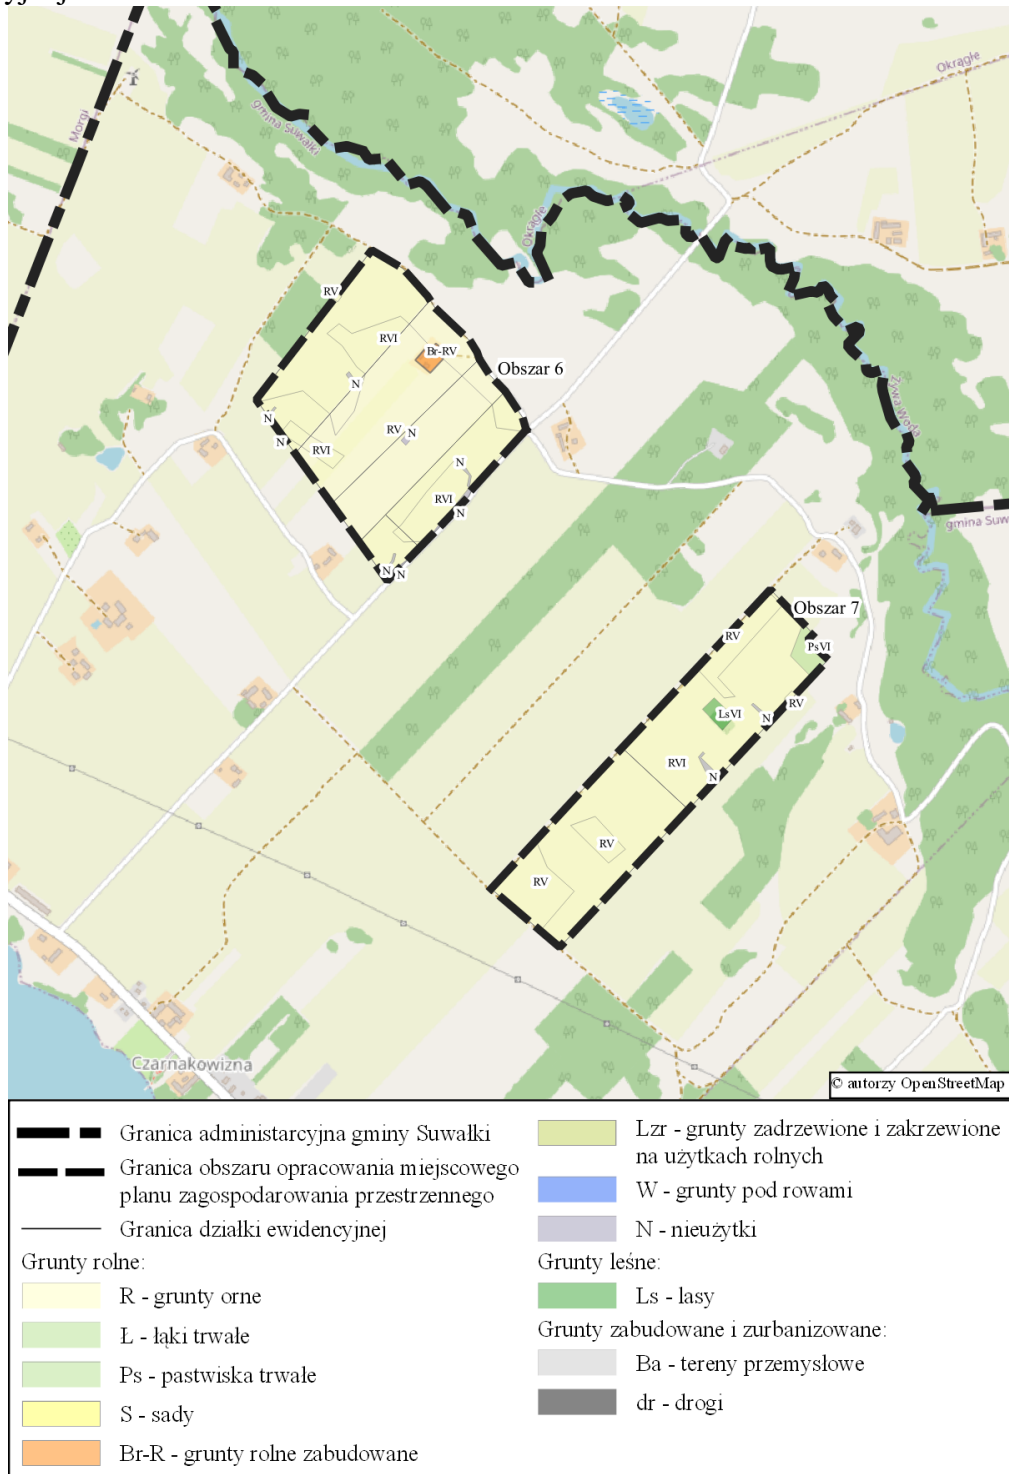 Morgi
gmina Suwałki
Okrągłe
Okrągłe
Żywa Woda
gmina Suw
RV
RVI
Br-RV
Obszar 6
N
N
N
RV
N
RVI
N
RVI
N
N
N
Obszar 7
RV
PsVI
RV
LsVI
N
RVI
N
RV
RV
Czarnakowizna
© autorzy OpenStreetMap
Granica administarcyjna gminy Suwałki
Granica obszaru opracowania miejscowego
planu zagospodarowania przestrzennego
Granica działki ewidencyjnej
Grunty rolne:
R - grunty orne
Ł - łąki trwałe
Ps - pastwiska trwałe
S - sady
Br-R - grunty rolne zabudowane
Lzr - grunty zadrzewione i zakrzewione
na użytkach rolnych
W - grunty pod rowami
N - nieużytki
Grunty leśne:
Ls - lasy
Grunty zabudowane i zurbanizowane:
Ba - tereny przemysłowe
dr - drogi